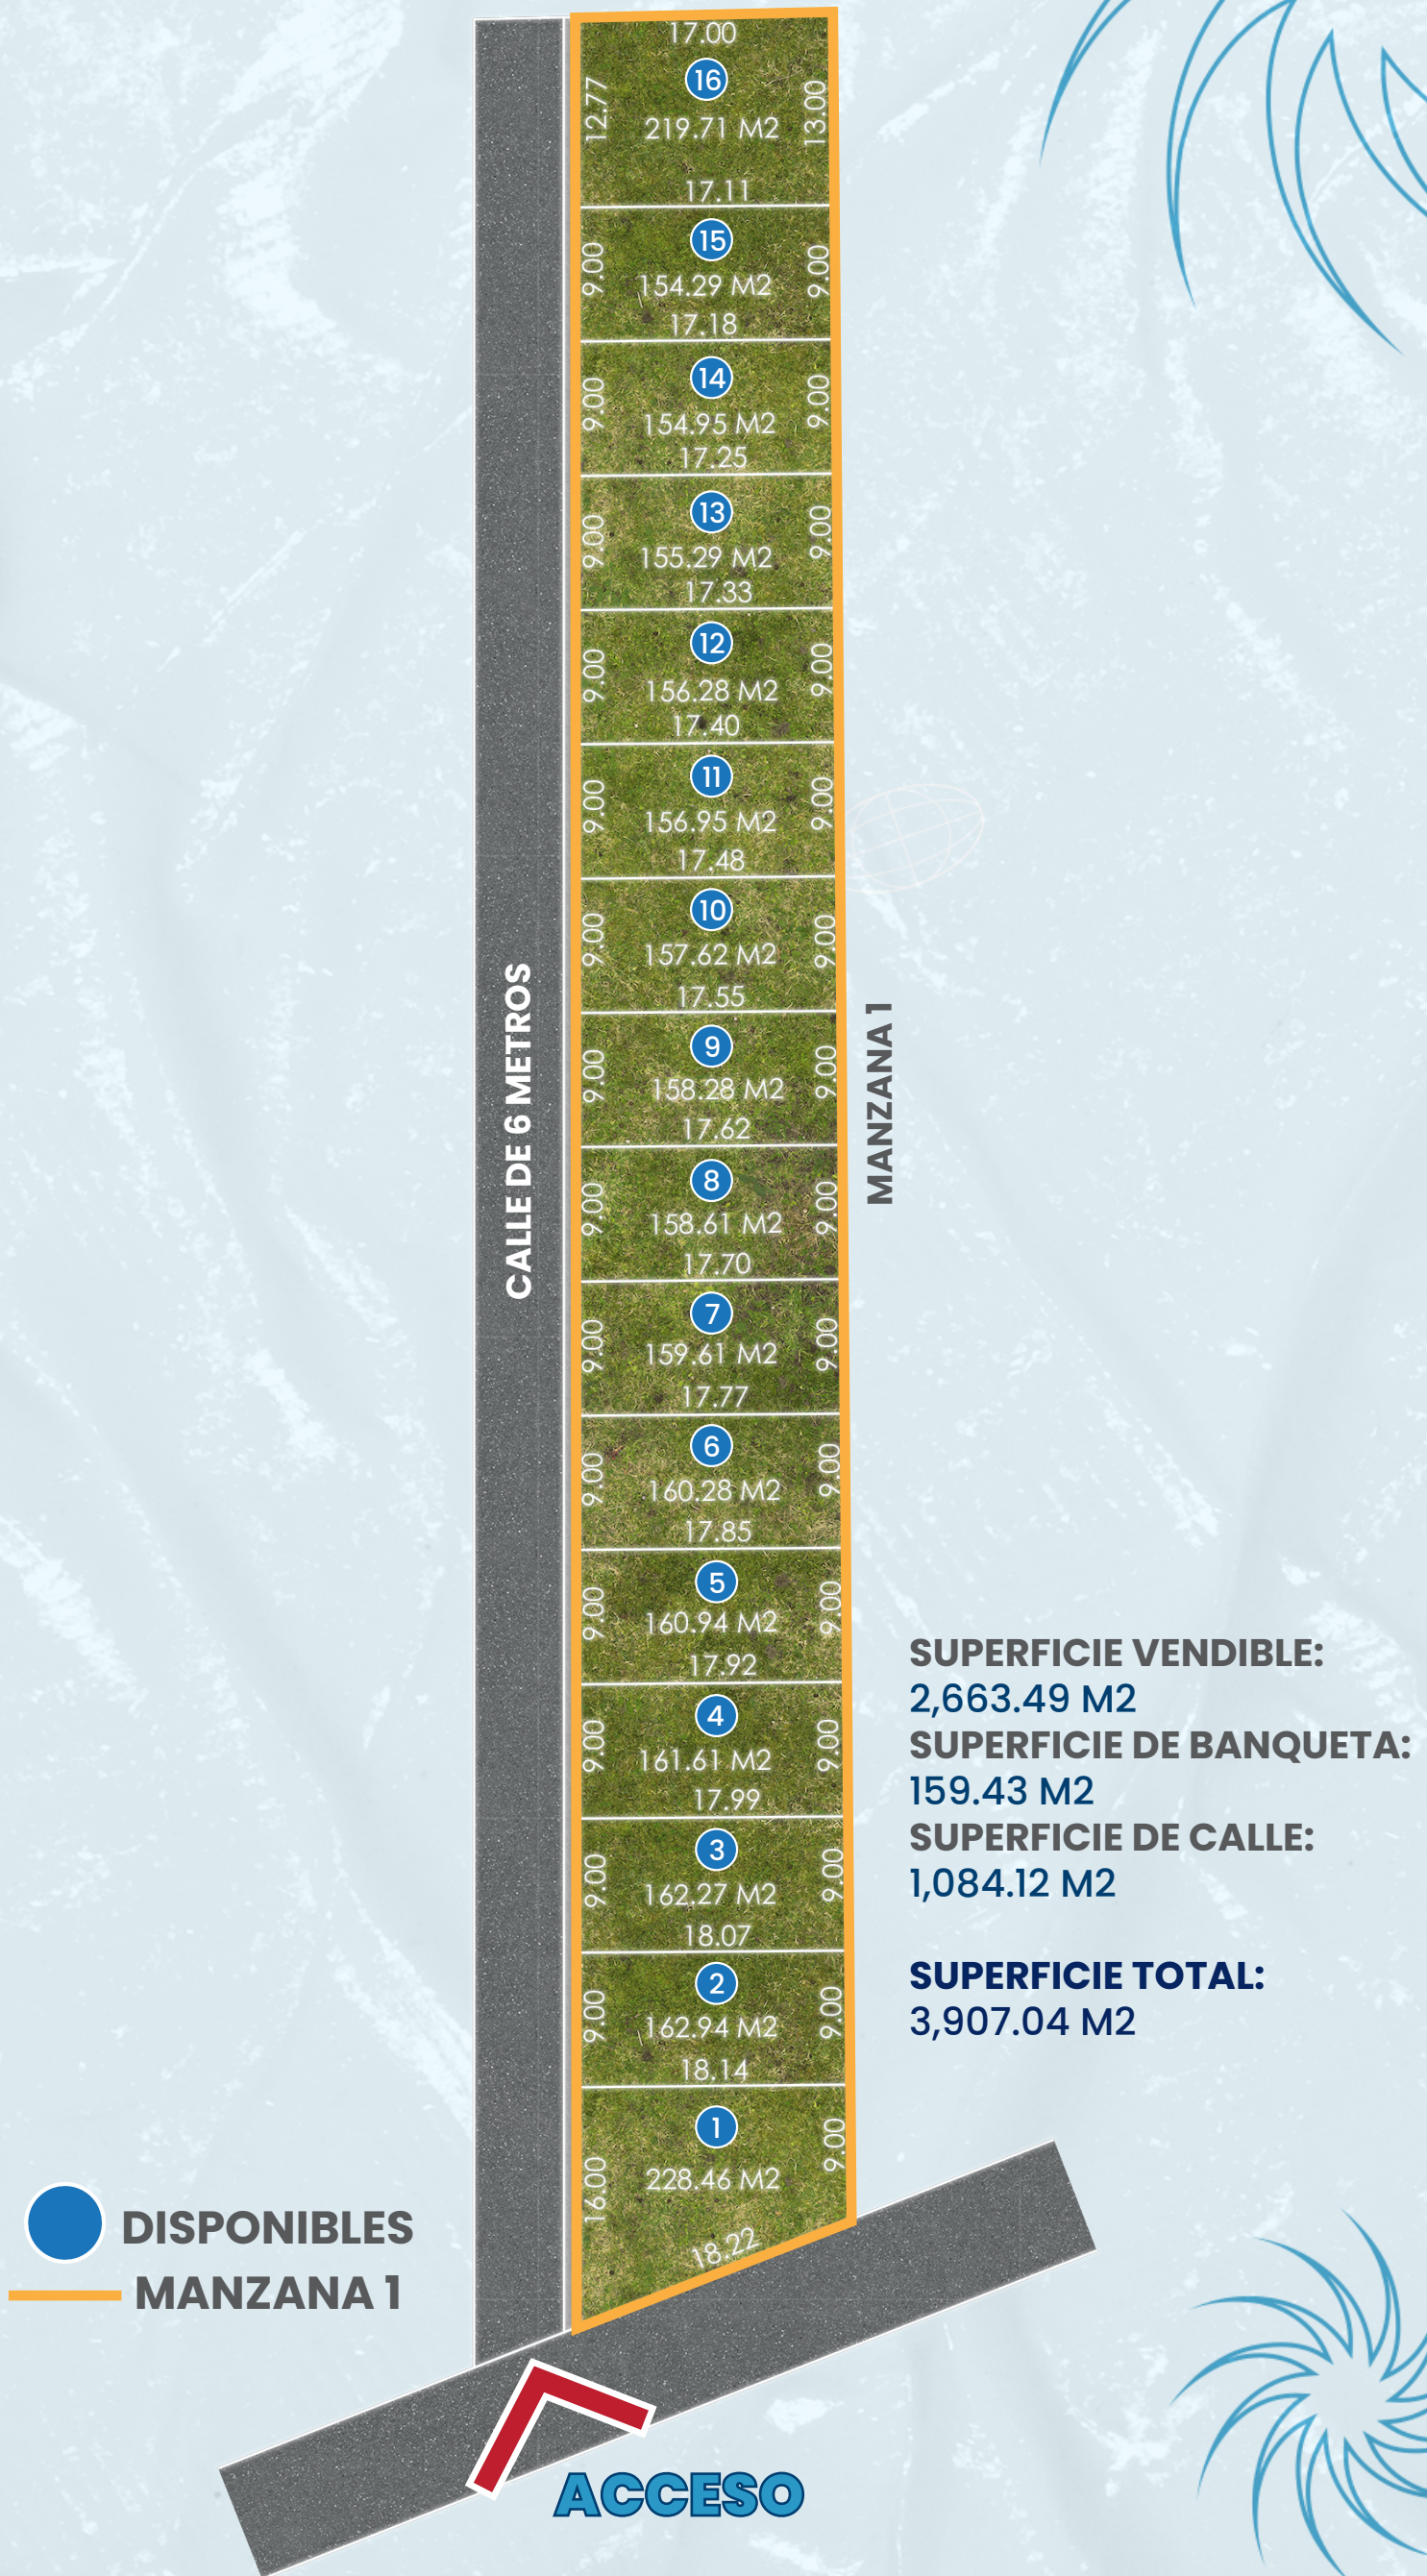 17.00
16
12.77
13.00
219.71 M2
17.11
15
9.00
9.00
154.29 M2
17.18
14
9.00
9.00
154.95 M2
17.25
13
9.00
9.00
155.29 M2
17.33
12
9.00
9.00
156.28 M2
17.40
11
9.00
9.00
156.95 M2
17.48
10
9.00
9.00
157.62 M2
17.55
9
9.00
9.00
158.28 M2
17.62
8
9.00
9.00
158.61 M2
17.70
7
9.00
9.00
159.61 M2
17.77
6
9.00
9.00
160.28 M2
17.85
5
9.00
9.00
160.94 M2
17.92
4
9.00
9.00
161.61 M2
17.99
3
9.00
9.00
162.27 M2
18.07
2
9.00
9.00
162.94 M2
18.14
1
16.00
9.00
228.46 M2
18.22
CALLE DE 6 METROS
MANZANA 1
SUPERFICIE VENDIBLE:
2,663.49 M2
SUPERFICIE DE BANQUETA:
159.43 M2
SUPERFICIE DE CALLE:
1,084.12 M2
SUPERFICIE TOTAL:
3,907.04 M2
DISPONIBLES
MANZANA 1
ACCESO